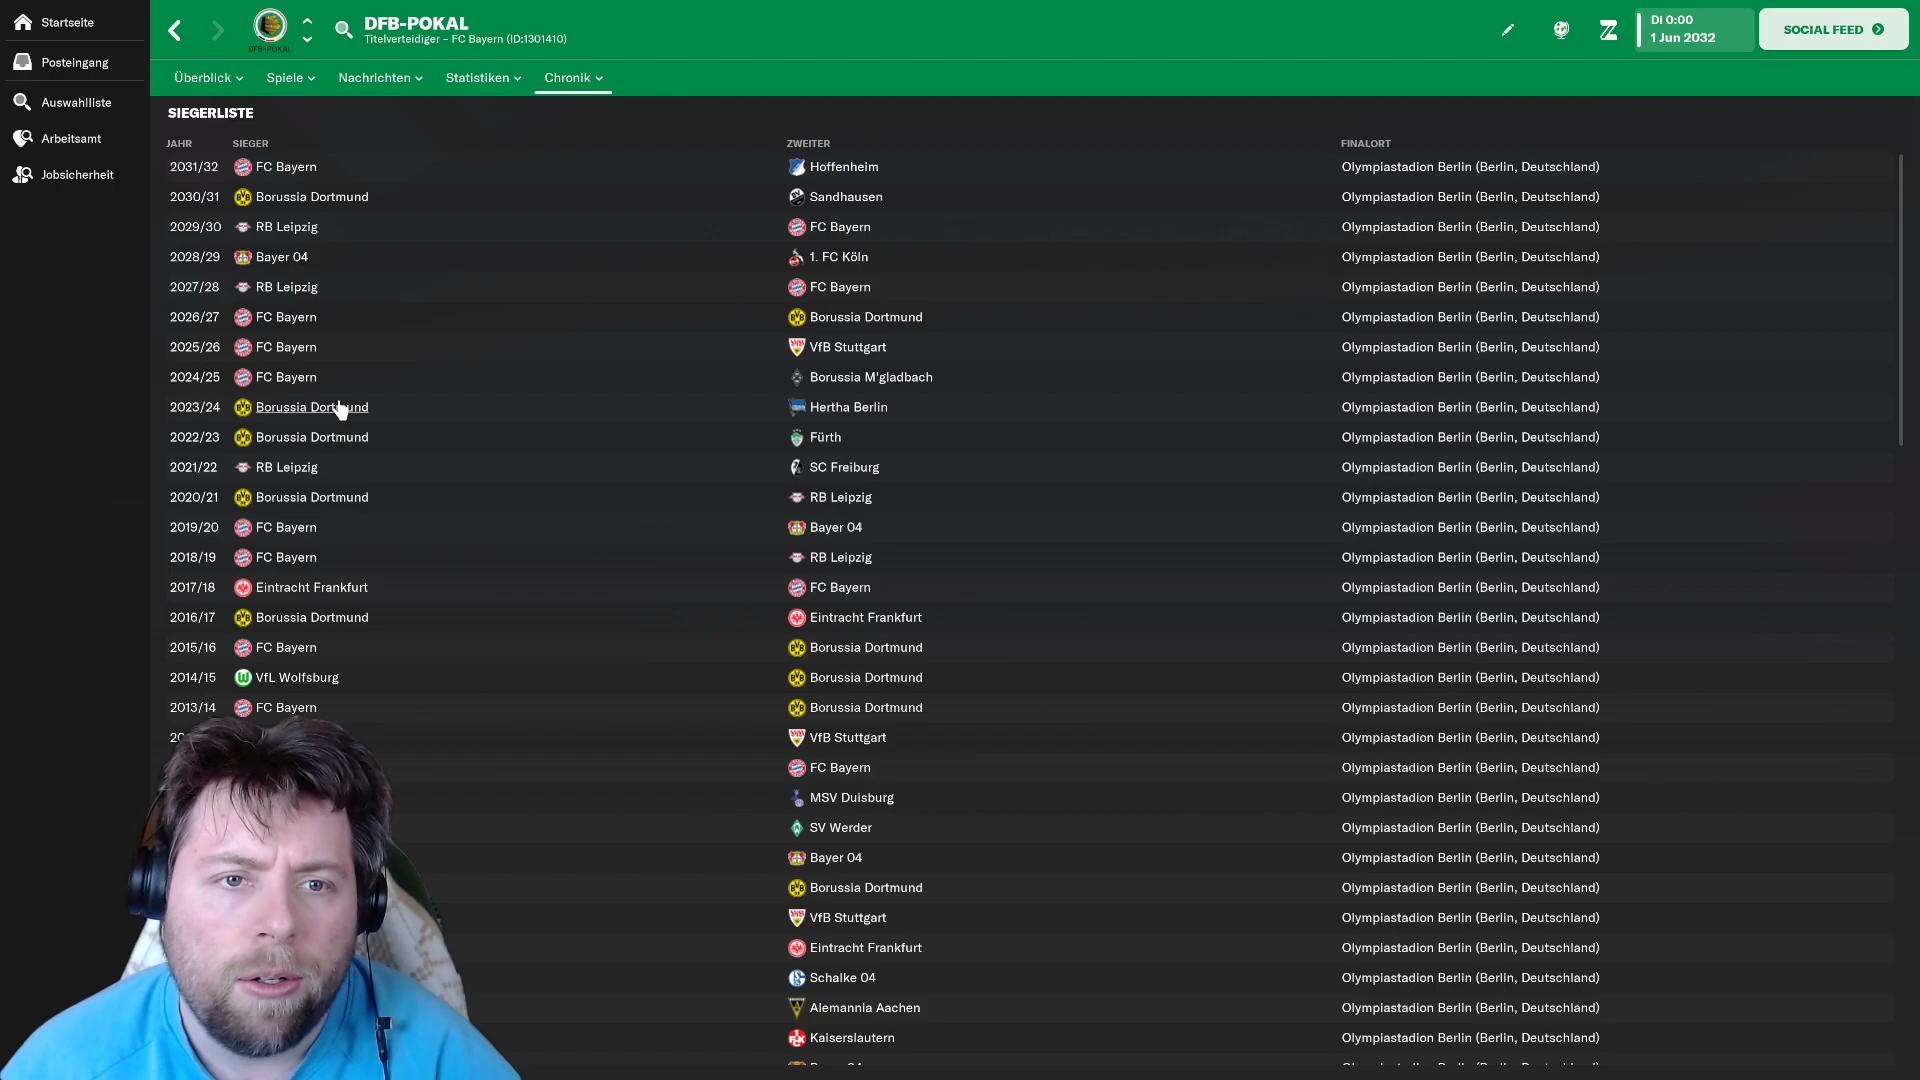 Startseite
Posteingang
Auswahlliste
Arbeitsamt
Jobsicherheit
DFB-POKAL
DFB-POKAL
Titelverteidiger – FC Bayern (ID:1301410)
Di 0:00
1 Jun 2032
SOCIAL FEED
Überblick Spiele Nachrichten Statistiken Chronik
SIEGERLISTE
JAHR SIEGER ZWEITER FINALORT
2031/32 FC Bayern Hoffenheim Olympiastadion Berlin (Berlin, Deutschland)
2030/31 Borussia Dortmund Sandhausen Olympiastadion Berlin (Berlin, Deutschland)
2029/30 RB Leipzig FC Bayern Olympiastadion Berlin (Berlin, Deutschland)
2028/29 Bayer 04 1. FC Köln Olympiastadion Berlin (Berlin, Deutschland)
2027/28 RB Leipzig FC Bayern Olympiastadion Berlin (Berlin, Deutschland)
2026/27 FC Bayern Borussia Dortmund Olympiastadion Berlin (Berlin, Deutschland)
2025/26 FC Bayern VfB Stuttgart Olympiastadion Berlin (Berlin, Deutschland)
2024/25 FC Bayern Borussia M'gladbach Olympiastadion Berlin (Berlin, Deutschland)
2023/24 Borussia Dortmund Hertha Berlin Olympiastadion Berlin (Berlin, Deutschland)
2022/23 Borussia Dortmund Fürth Olympiastadion Berlin (Berlin, Deutschland)
2021/22 RB Leipzig SC Freiburg Olympiastadion Berlin (Berlin, Deutschland)
2020/21 Borussia Dortmund RB Leipzig Olympiastadion Berlin (Berlin, Deutschland)
2019/20 FC Bayern Bayer 04 Olympiastadion Berlin (Berlin, Deutschland)
2018/19 FC Bayern RB Leipzig Olympiastadion Berlin (Berlin, Deutschland)
2017/18 Eintracht Frankfurt FC Bayern Olympiastadion Berlin (Berlin, Deutschland)
2016/17 Borussia Dortmund Eintracht Frankfurt Olympiastadion Berlin (Berlin, Deutschland)
2015/16 FC Bayern Borussia Dortmund Olympiastadion Berlin (Berlin, Deutschland)
2014/15 VfL Wolfsburg Borussia Dortmund Olympiastadion Berlin (Berlin, Deutschland)
2013/14 FC Bayern Borussia Dortmund Olympiastadion Berlin (Berlin, Deutschland)
VfB Stuttgart Olympiastadion Berlin (Berlin, Deutschland)
FC Bayern Olympiastadion Berlin (Berlin, Deutschland)
MSV Duisburg Olympiastadion Berlin (Berlin, Deutschland)
SV Werder Olympiastadion Berlin (Berlin, Deutschland)
Bayer 04 Olympiastadion Berlin (Berlin, Deutschland)
Borussia Dortmund Olympiastadion Berlin (Berlin, Deutschland)
VfB Stuttgart Olympiastadion Berlin (Berlin, Deutschland)
Eintracht Frankfurt Olympiastadion Berlin (Berlin, Deutschland)
Schalke 04 Olympiastadion Berlin (Berlin, Deutschland)
Alemannia Aachen Olympiastadion Berlin (Berlin, Deutschland)
Kaiserslautern Olympiastadion Berlin (Berlin, Deutschland)